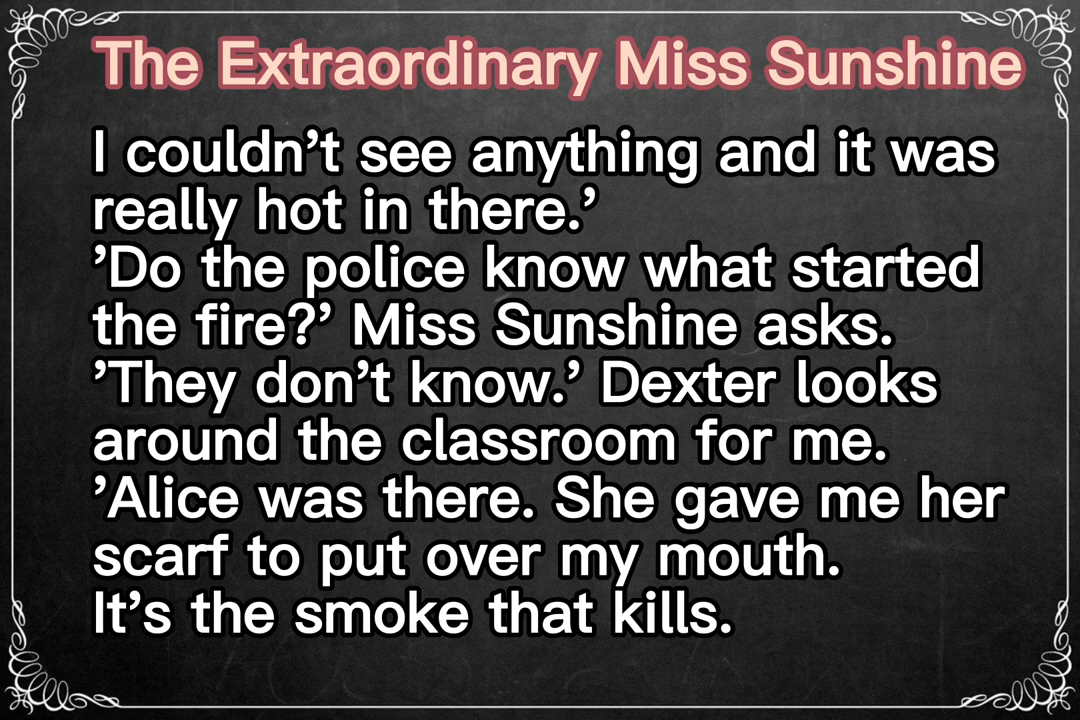 The Extraordinary Miss Sunshine
I couldn’t see anything and it was
really hot in there.’
’Do the police know what started
the fire?’ Miss Sunshine asks.
’They don’t know.’ Dexter looks
around the classroom for me.
’Alice was there. She gave me her
scarf to put over my mouth.
It’s the smoke that kills.